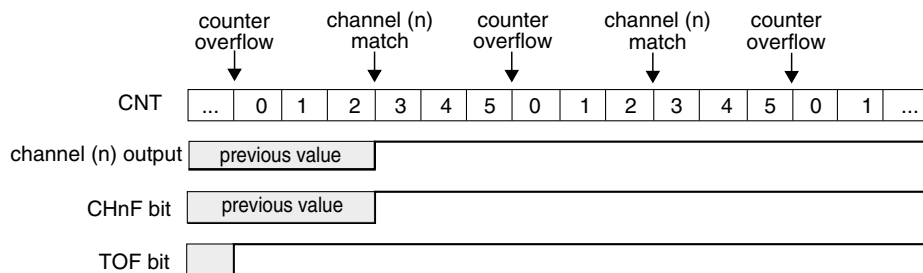 counter overflow
channel (n) match
counter overflow
channel (n) match
counter overflow
CNT ... 0 1 2 3 4 5 0 1 2 3 4 5 0 1 ...
channel (n) output previous value
CHnF bit previous value
TOF bit